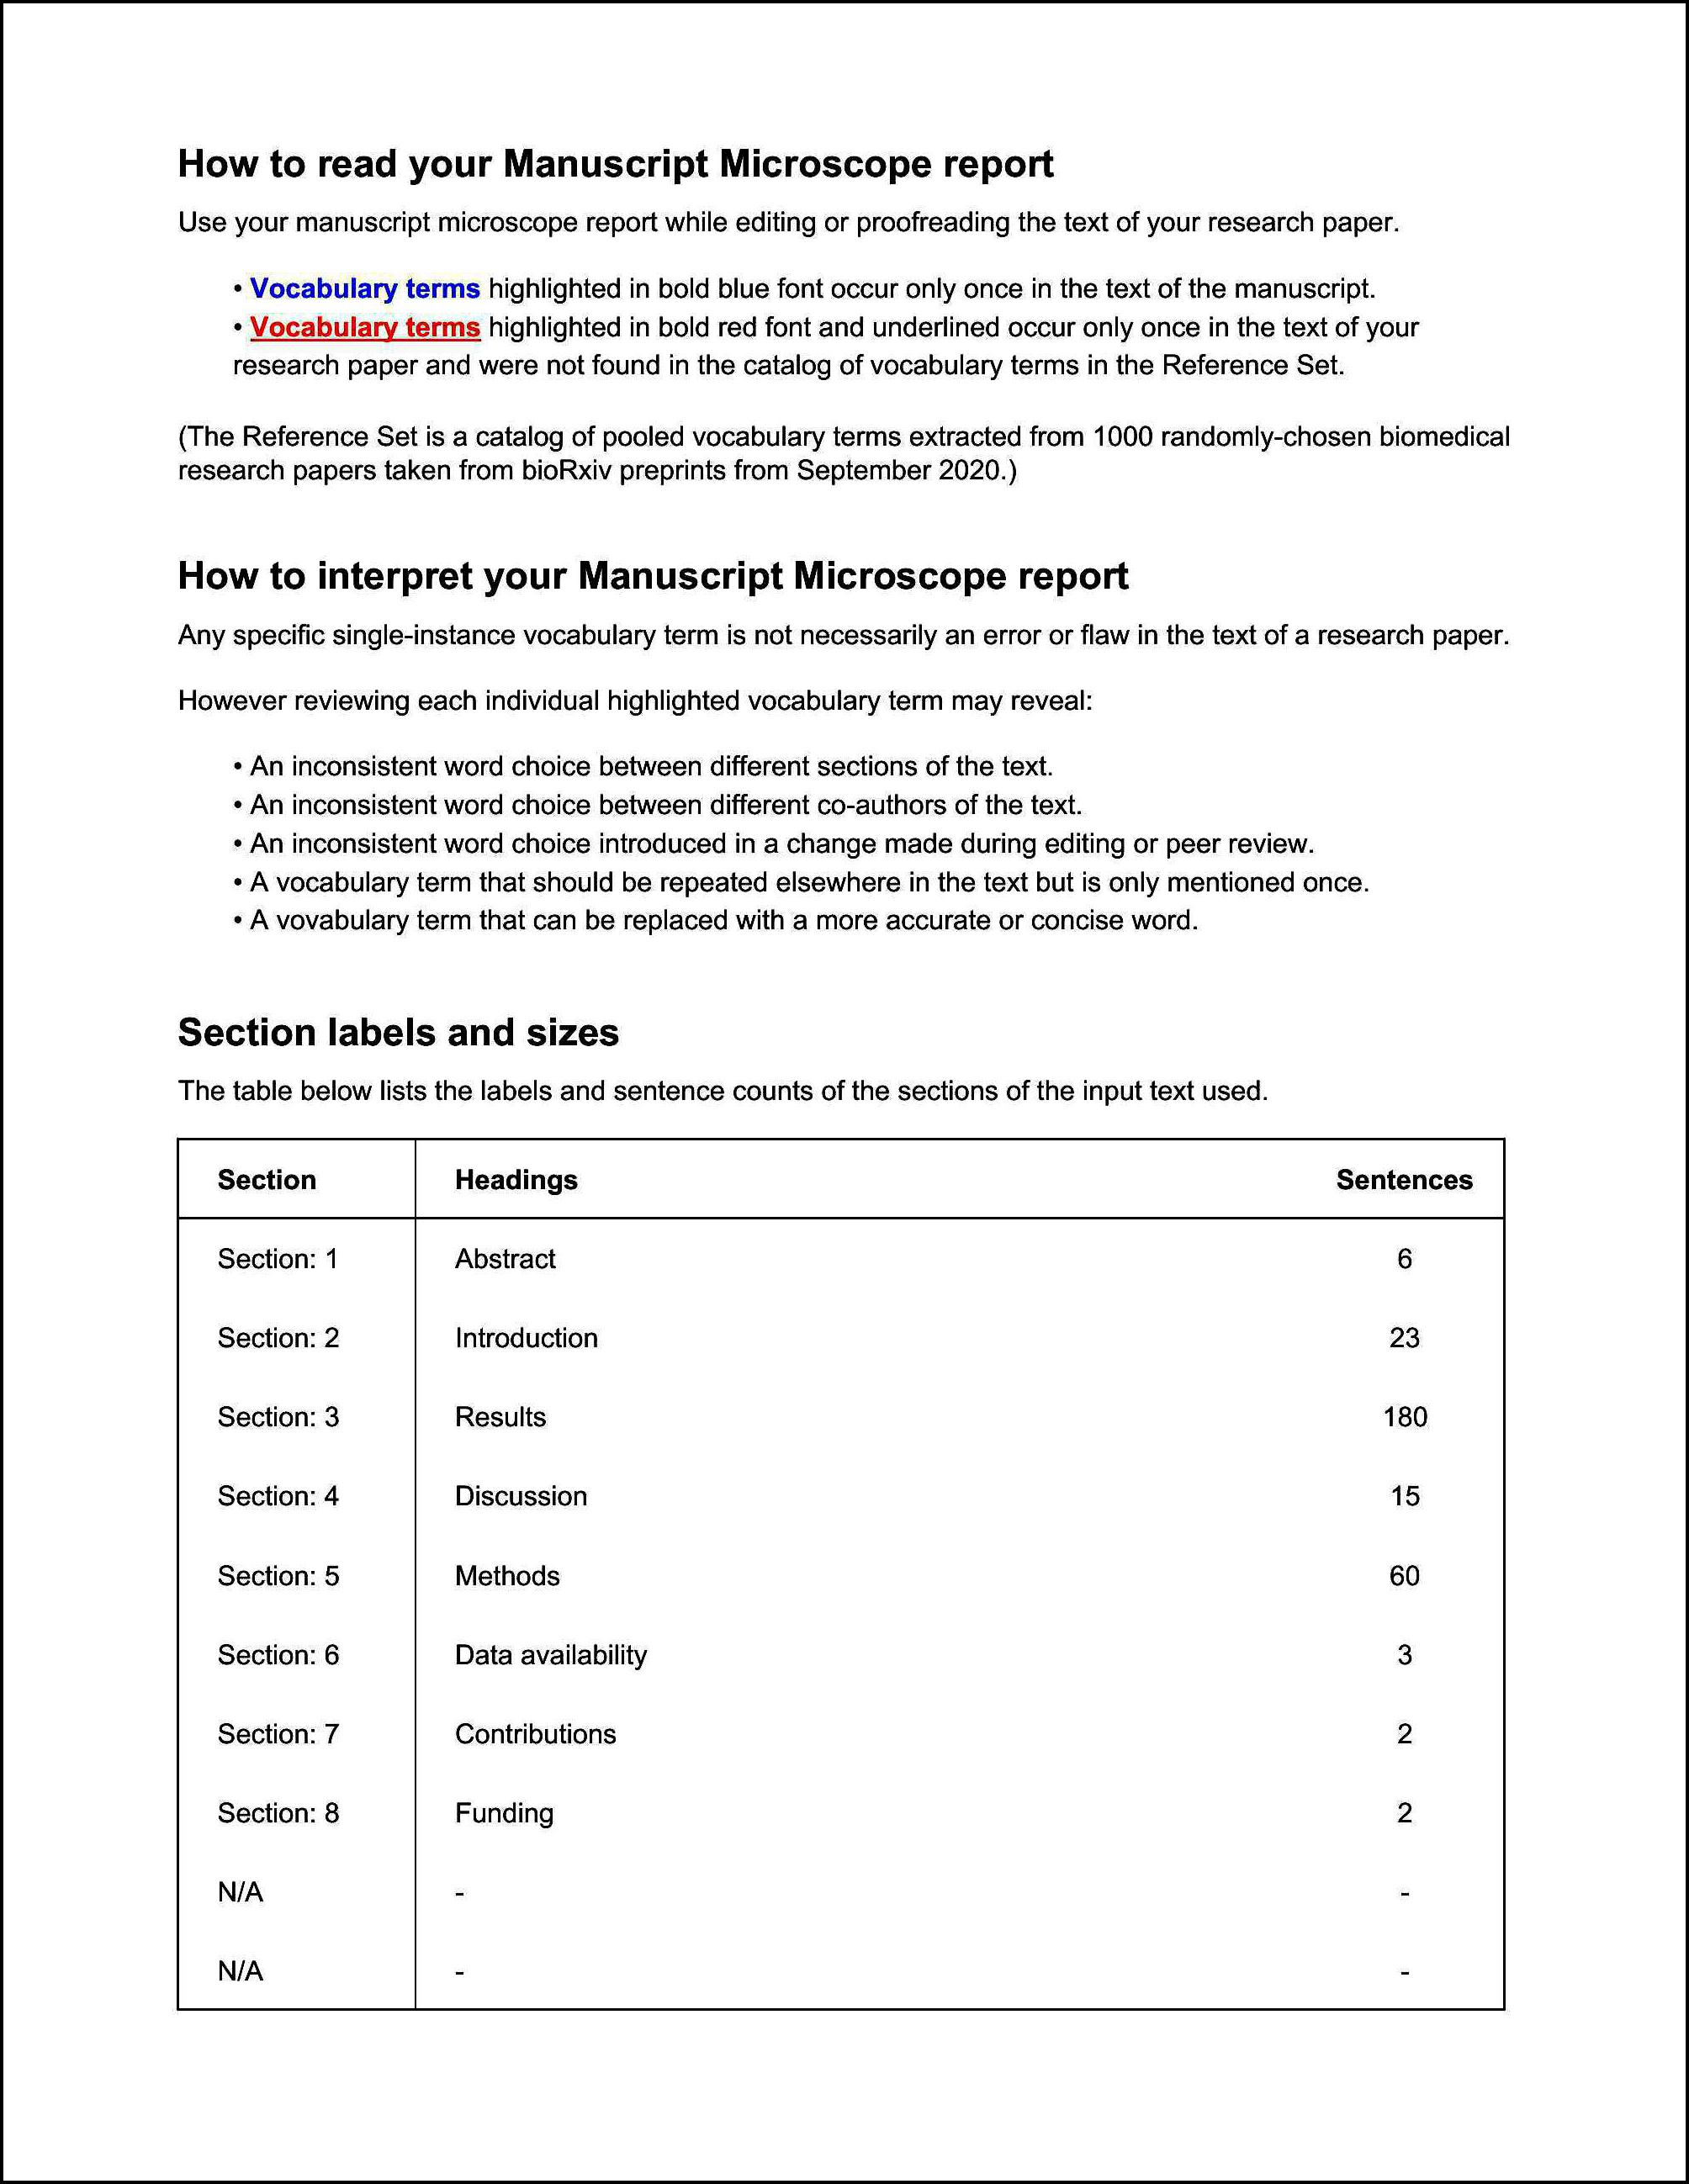 How to read your Manuscript Microscope report
Use your manuscript microscope report while editing or proofreading the text of your research paper.
• Vocabulary terms highlighted in bold blue font occur only once in the text of the manuscript.
• Vocabulary terms highlighted in bold red font and underlined occur only once in the text of your
research paper and were not found in the catalog of vocabulary terms in the Reference Set.
(The Reference Set is a catalog of pooled vocabulary terms extracted from 1000 randomly-chosen biomedical
research papers taken from bioRxiv preprints from September 2020.)
How to interpret your Manuscript Microscope report
Any specific single-instance vocabulary term is not necessarily an error or flaw in the text of a research paper.
However reviewing each individual highlighted vocabulary term may reveal:
• An inconsistent word choice between different sections of the text.
• An inconsistent word choice between different co-authors of the text.
• An inconsistent word choice introduced in a change made during editing or peer review.
• A vocabulary term that should be repeated elsewhere in the text but is only mentioned once.
• A vovabulary term that can be replaced with a more accurate or concise word.
Section labels and sizes
The table below lists the labels and sentence counts of the sections of the input text used.
Section Headings Sentences
Section: 1 Abstract 6
Section: 2 Introduction 23
Section: 3 Results 180
Section: 4 Discussion 15
Section: 5 Methods 60
Section: 6 Data availability 3
Section: 7 Contributions 2
Section: 8 Funding 2
N/A - -
N/A - -